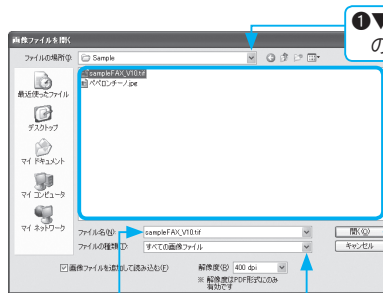 ❶▼
の
画像ファイルを開く
ファイルの場所(I): Sample
sampleFAX_V10.tif
ペペロンチーノ.jpe
最近使ったファイル
デスクトップ
マイ ドキュメント
マイ コンピュータ
マイ ネットワーク
ファイル名(N): sampleFAX_V10.tif 開く(O)
ファイルの種類(T): すべての画像ファイル キャンセル
画像ファイルを追加して読み込む(F) 解像度(R) 400 dpi
※ 解像度はPDF形式にのみ
有効です